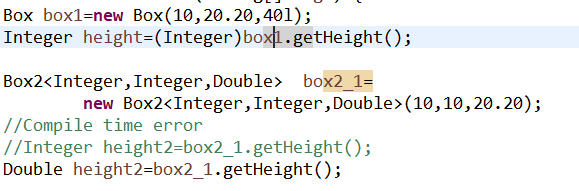 Box box1=new Box(10,20.20,40l);
Integer height=(Integer)box1.getHeight();
Box2<Integer,Integer,Double>  box2_1=
new Box2<Integer,Integer,Double>(10,10,20.20);
//Compile time error
//Integer height2=box2_1.getHeight();
Double height2=box2_1.getHeight();